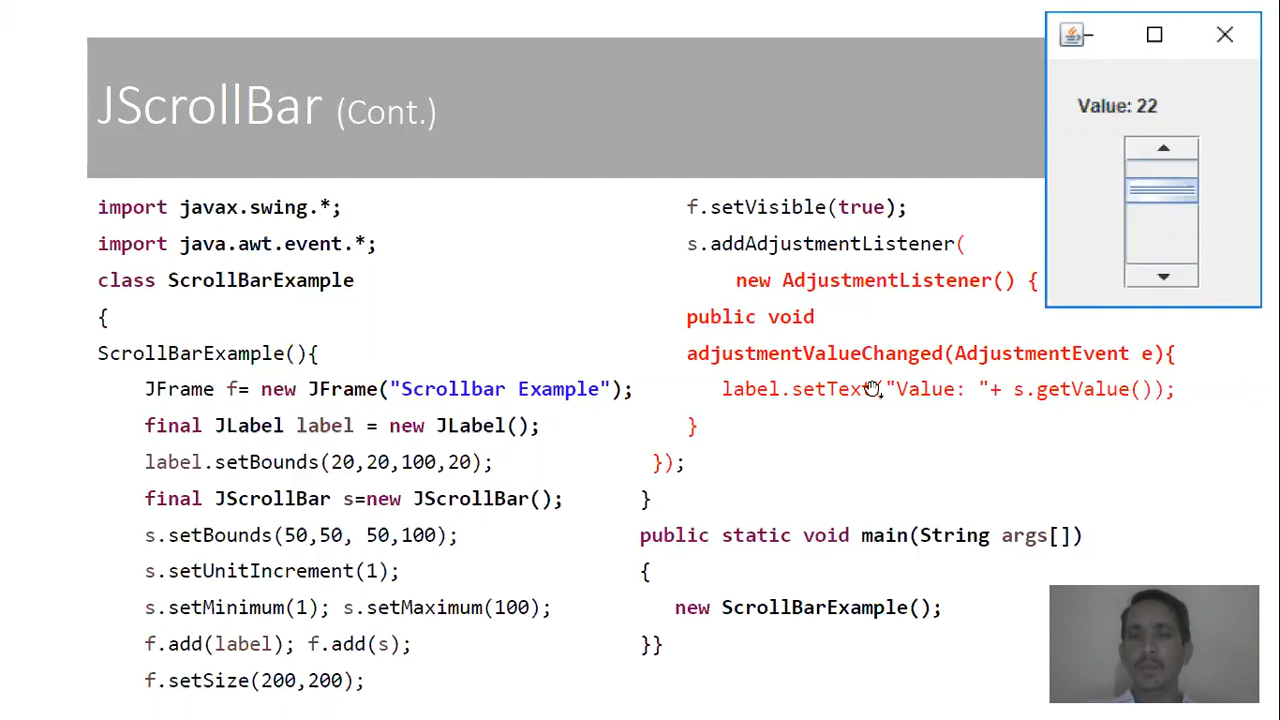 JScrollBar (Cont.)
import javax.swing.*;
import java.awt.event.*;
class ScrollBarExample
{
ScrollBarExample(){
JFrame f= new JFrame("Scrollbar Example");
final JLabel label = new JLabel();
label.setBounds(20,20,100,20);
final JScrollBar s=new JScrollBar();
s.setBounds(50,50, 50,100);
s.setUnitIncrement(1);
s.setMinimum(1); s.setMaximum(100);
f.add(label); f.add(s);
f.setSize(200,200);
f.setVisible(true);
s.addAdjustmentListener(
new AdjustmentListener() {
public void
adjustmentValueChanged(AdjustmentEvent e){
label.setText("Value: "+ s.getValue());
}
});
}
public static void main(String args[])
{
new ScrollBarExample();
}}
Value: 22